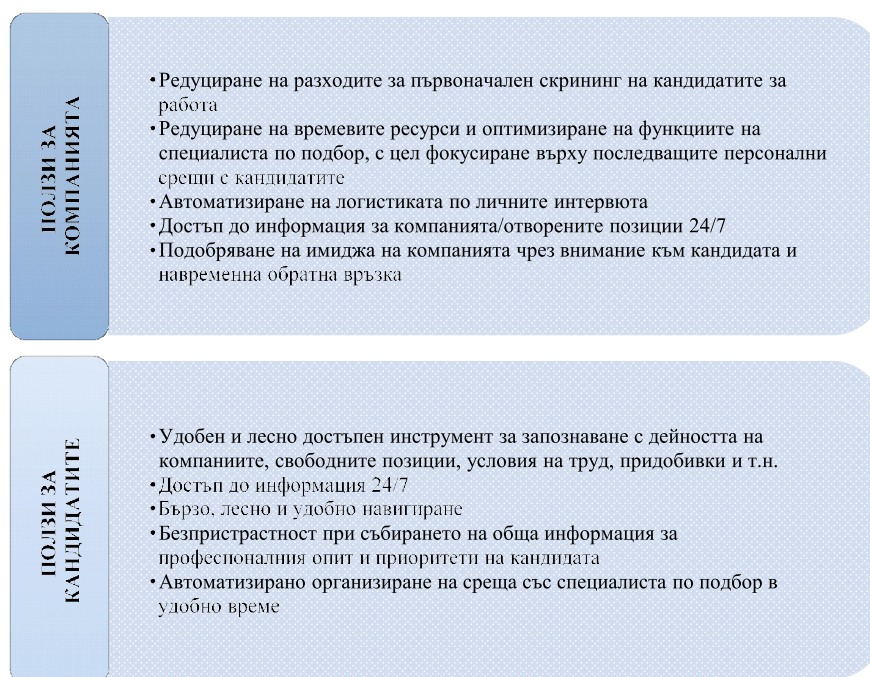 ПОЛЗИ ЗА
КОМПАНИЯТА
•Редуциране на разходите за първоначален скрининг на кандидатите за
работа
•Редуциране на времевите ресурси и оптимизиране на функциите на
специалиста по подбор, с цел фокусиране върху последващите персонални
срещи с кандидатите
•Автоматизиране на логистиката по личните интервюта
•Достъп до информация за компанията/отворените позиции 24/7
•Подобряване на имиджа на компанията чрез внимание към кандидата и
навременна обратна връзка
ПОЛЗИ ЗА
КАНДИДАТИТЕ
•Удобен и лесно достъпен инструмент за запознаване с дейността на
компаниите, свободните позиции, условия на труд, придобивки и т.н.
•Достъп до информация 24/7
•Бързо, лесно и удобно навигиране
•Безпристрастност при събирането на обща информация за
професпоналния опит и приоритети на кандидата
•Автоматизирано организиране на среща със специалиста по подбор в
удобно време